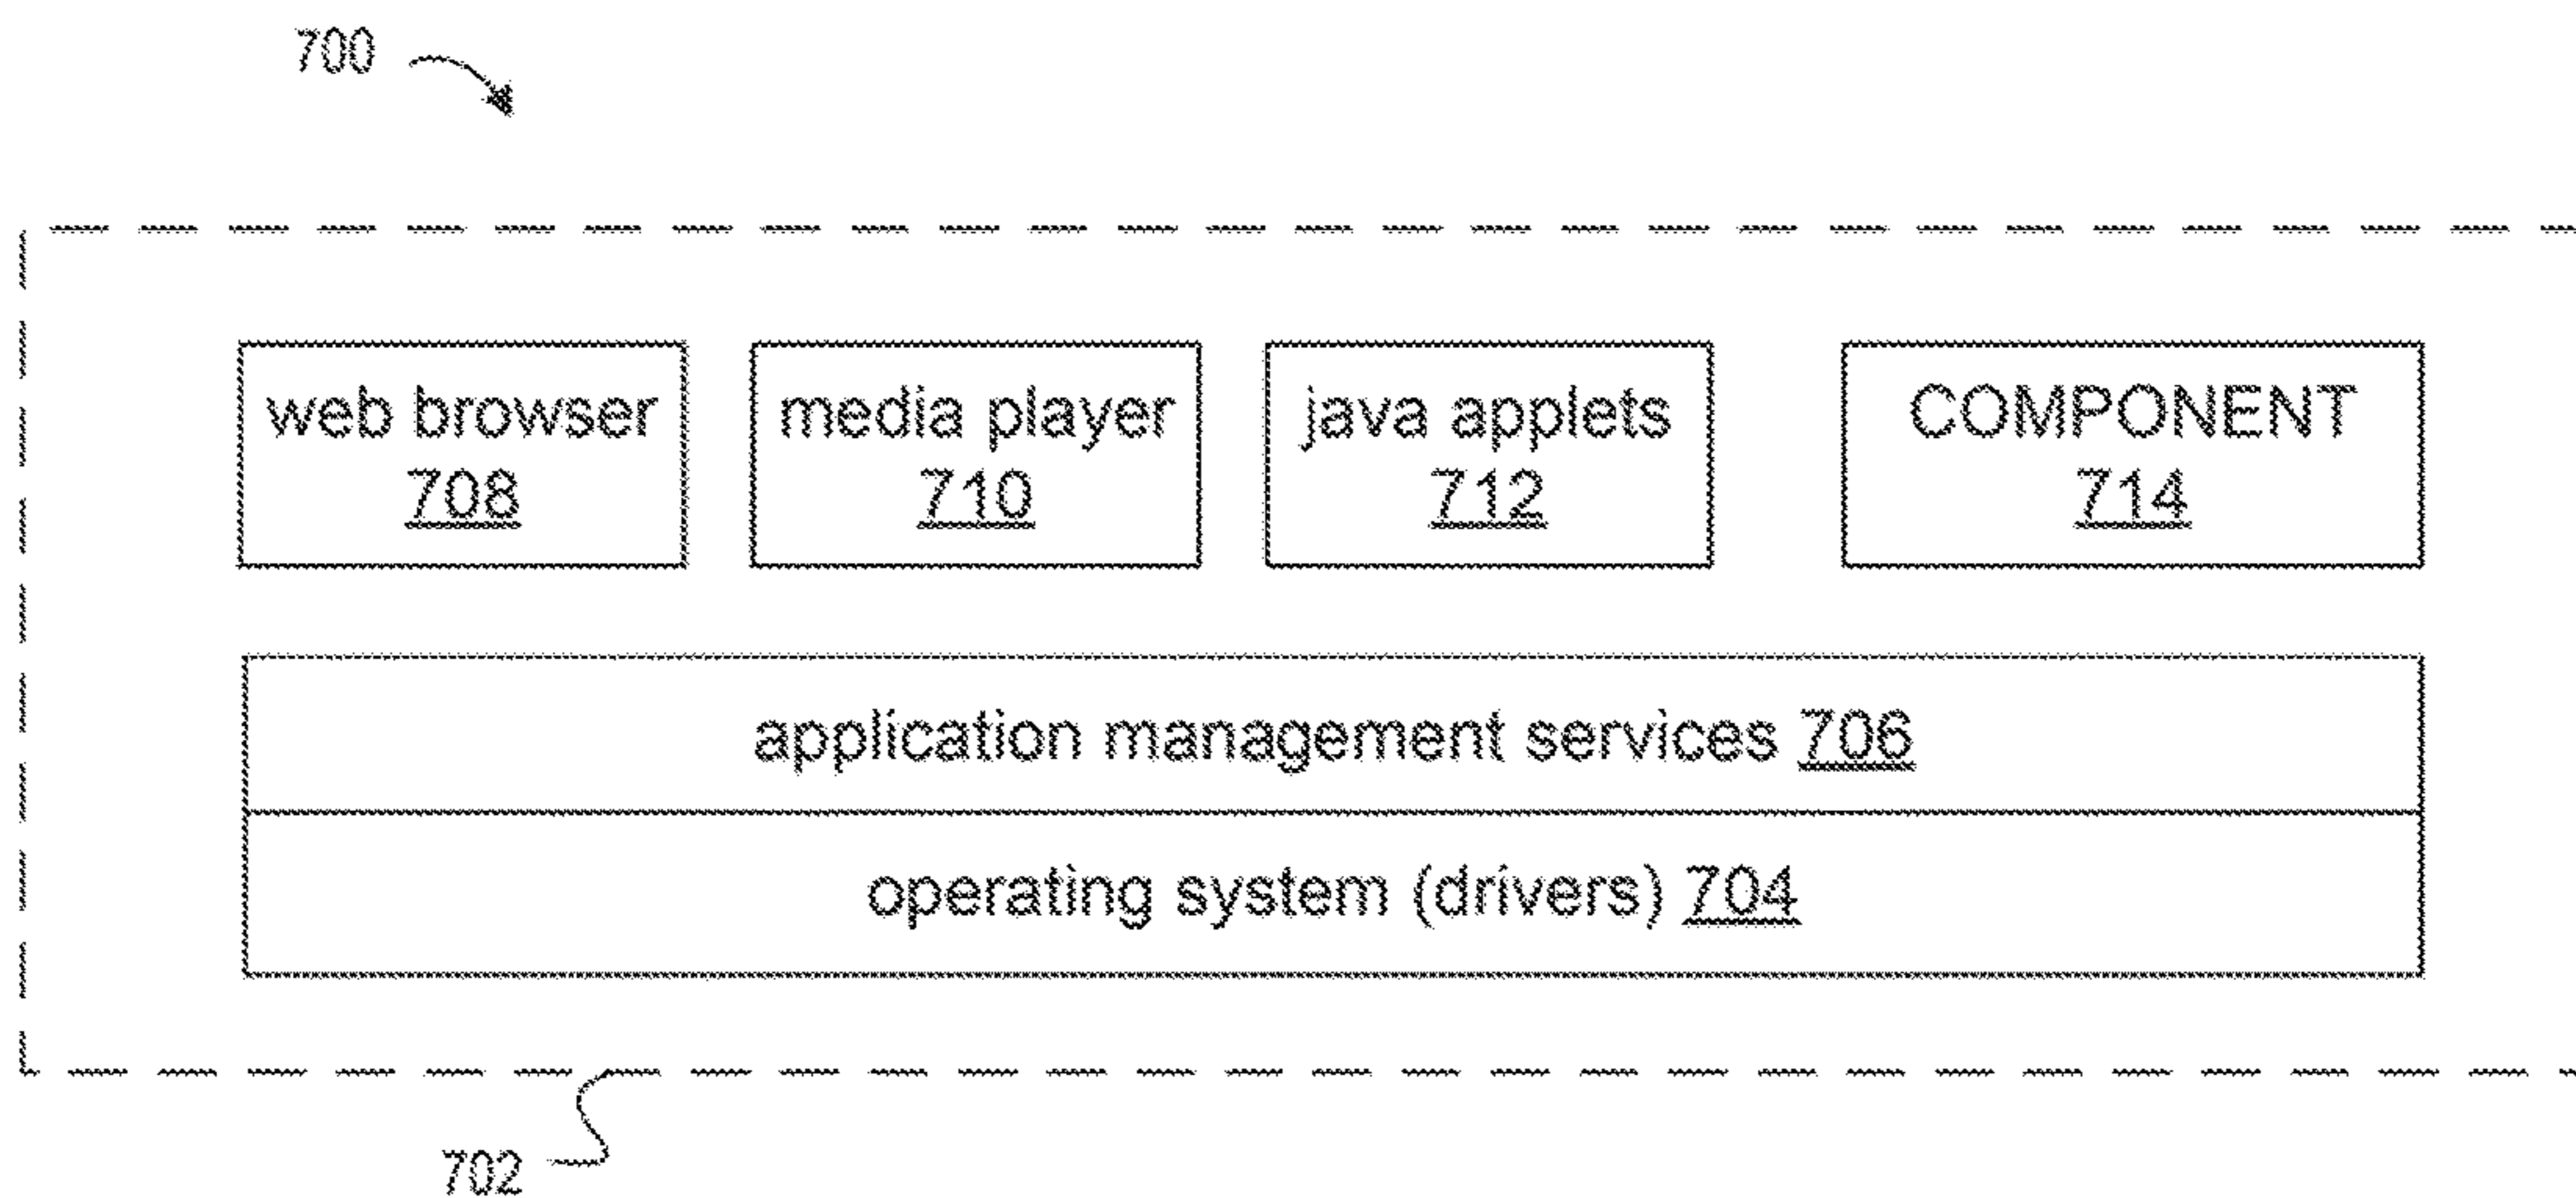 700
web browser
708
media player
710
java applets
712
COMPONENT
714
application management services 706
operating system (drivers) 704
702